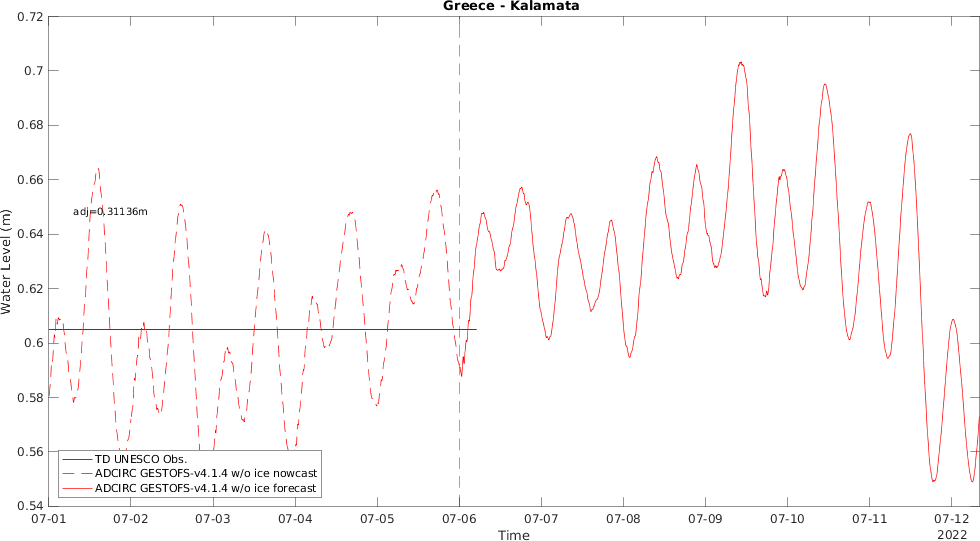 Greece - Kalamata
0.72
0.7
0.68
0.66
0.64
0.62
0.6
0.58
0.56
0.54
Water Level (m)
adj=0.31136m
TD UNESCO Obs.
ADCIRC GESTOFS-v4.1.4 w/o ice nowcast
ADCIRC GESTOFS-v4.1.4 w/o ice forecast
07-01 07-02 07-03 07-04 07-05 07-06 07-07 07-08 07-09 07-10 07-11 07-12
Time
2022